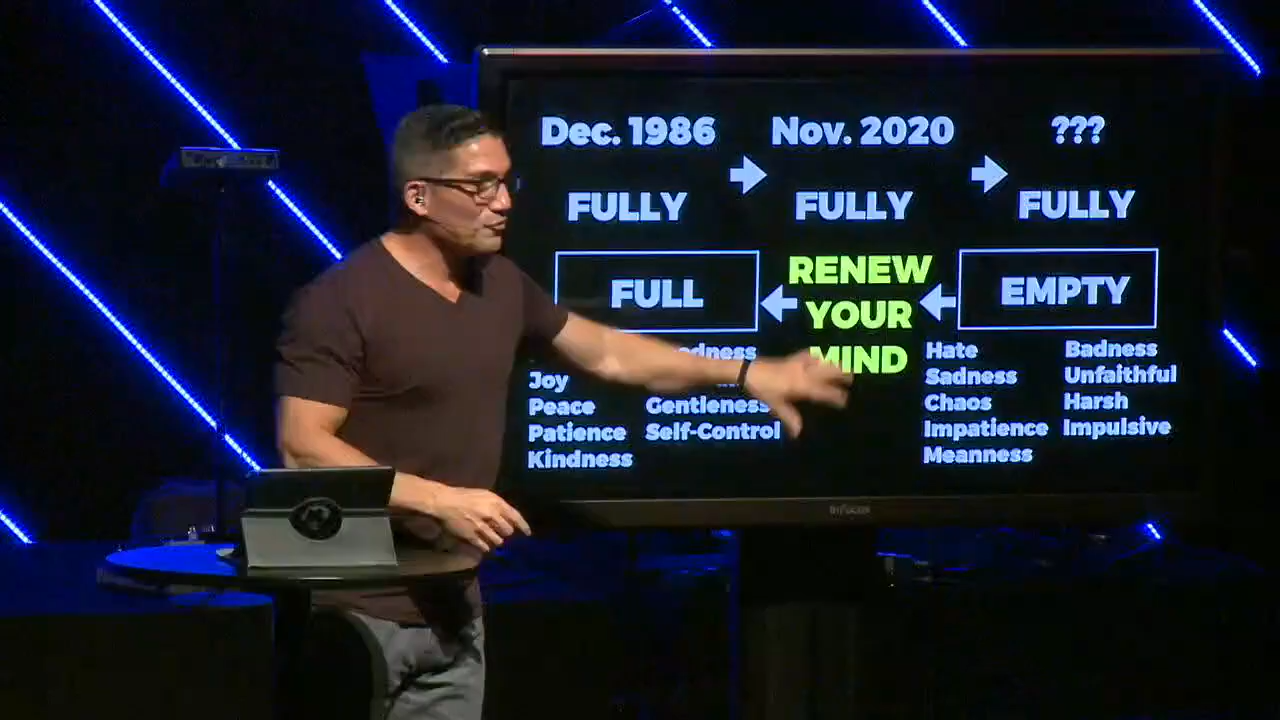 Dec. 1986 Nov. 2020 ???
FULLY FULLY FULLY
FULL
RENEW
YOUR
MIND
EMPTY
Joy
Peace Gentleness
Patience Self-Control
Kindness
Hate Badness
Sadness Unfaithful
Chaos Harsh
Impatience Impulsive
Meanness
InFocus